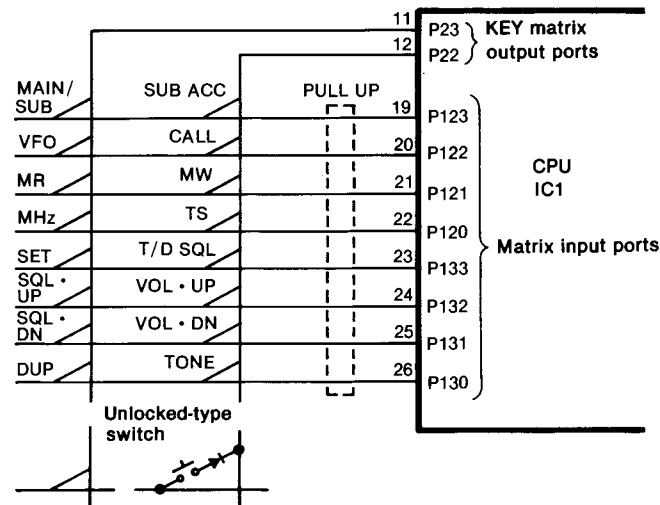 11 P23 KEY matrix
12 P22 output ports
MAIN/
SUB SUB ACC PULL UP 19 P123
VFO CALL 20 P122
MR MW 21 P121
CPU
IC1
MHz TS 22 P120
Matrix input ports
SET T/D SQL 23 P133
SQL・
UP VOL・UP 24 P132
SQL・
DN VOL・DN 25 P131
DUP TONE 26 P130
Unlocked-type
switch